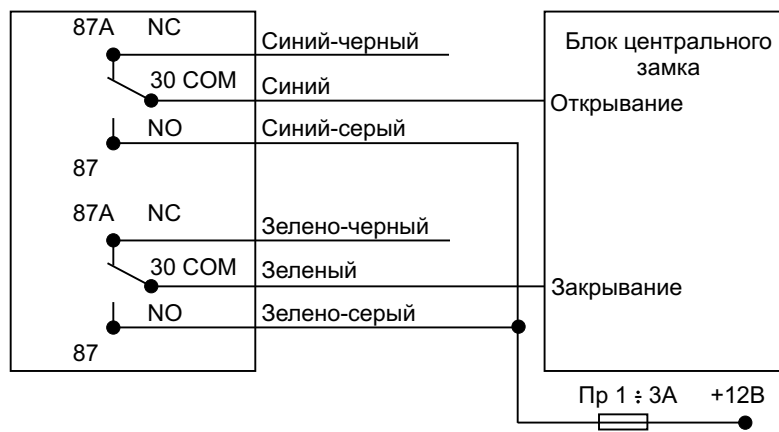 87A NC
Синий-черный
30 COM
Синий
NO
Синий-серый
87
87A NC
Зелено-черный
30 COM
Зеленый
NO
Зелено-серый
87
Блок центрального
замка
Открывание
Закрывание
Пр 1 ÷ 3А
+12В